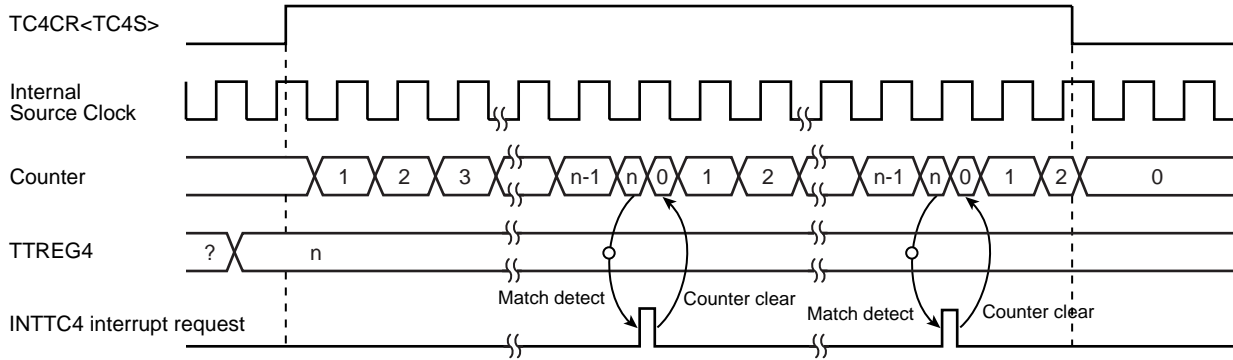 TC4CR<TC4S>
Internal
Source Clock
Counter
1 2 3 n-1 n 0 1 2 n-1 n 0 1 2 0
TTREG4
? n
Match detect Counter clear Match detect Counter clear
INTTC4 interrupt request